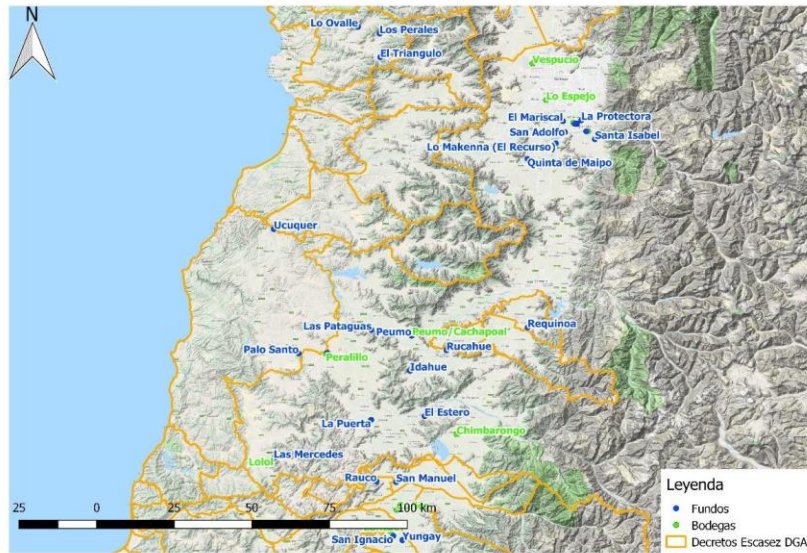 N
Lo Ovalle
Los Perales
El Triangulo
Vespucio
Lo Espejo
El Mariscal
La Protectora
San Adolfo
Santa Isabel
Lo Makenna (El Recurso)
Quinta de Maipo
Ucuquer
Las Pataguas
Peumo
Peumo/Cachapoal
Requinoa
Palo Santo
Peralillo
Rucahue
Idahue
El Estero
La Puerta
Chimbarongo
Las Mercedes
Lolol
Rauco
San Manuel
25 0 25 50 75 100 km
San Ignacio
Yungay
Leyenda
Fundos
Bodegas
Decretos Escasez DGA